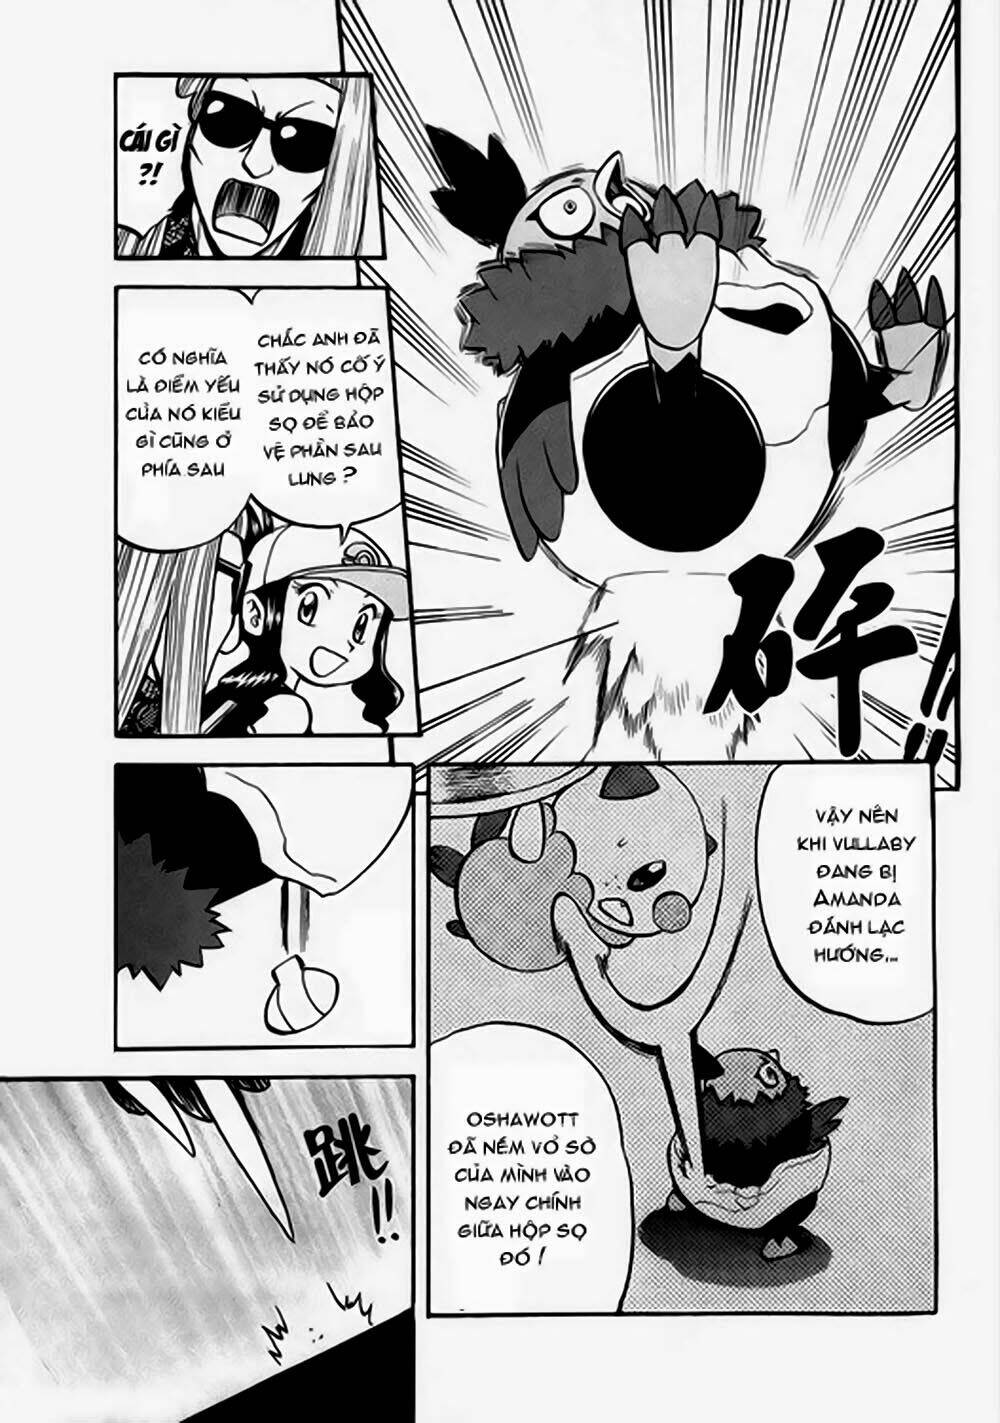 砰!!
CÁI GÌ
?!
CHẮC ANH ĐÃ
THẤY NÓ CỐ Ý
SỬ DỤNG HỘP
SỌ ĐỂ BẢO
VỆ PHẦN SAU
LƯNG ?
CÓ NGHĨA
LÀ ĐIỂM YẾU
CỦA NÓ KIỂU
GÌ CŨNG Ở
PHÍA SAU
VẬY NÊN
KHI VULLABY
ĐANG BỊ
AMANDA
ĐÁNH LẠC
HƯỚNG...
OSHAWOTT
ĐÃ NÉM VỎ SÒ
CỦA MÌNH VÀO
NGAY CHÍNH
GIỮA HỘP SỌ
ĐÓ !
跳!!